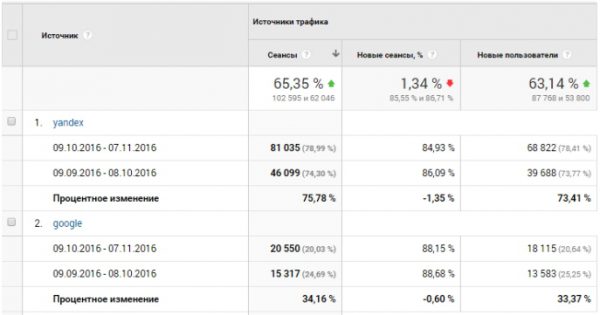 Источники трафика
Источник ?
Сеансы ? Новые сеансы, % ? Новые пользователи ?
65,35 % 1,34 % 63,14 %
102 595 и 62 046 85,55 % и 86,71 % 87 768 и 53 800
1. yandex
09.10.2016 - 07.11.2016 81 035 (78,99 %) 84,93 % 68 822 (78,41 %)
09.09.2016 - 08.10.2016 46 099 (74,30 %) 86,09 % 39 688 (73,77 %)
Процентное изменение 75,78 % -1,35 % 73,41 %
2. google
09.10.2016 - 07.11.2016 20 550 (20,03 %) 88,15 % 18 115 (20,64 %)
09.09.2016 - 08.10.2016 15 317 (24,69 %) 88,68 % 13 583 (25,25 %)
Процентное изменение 34,16 % -0,60 % 33,37 %